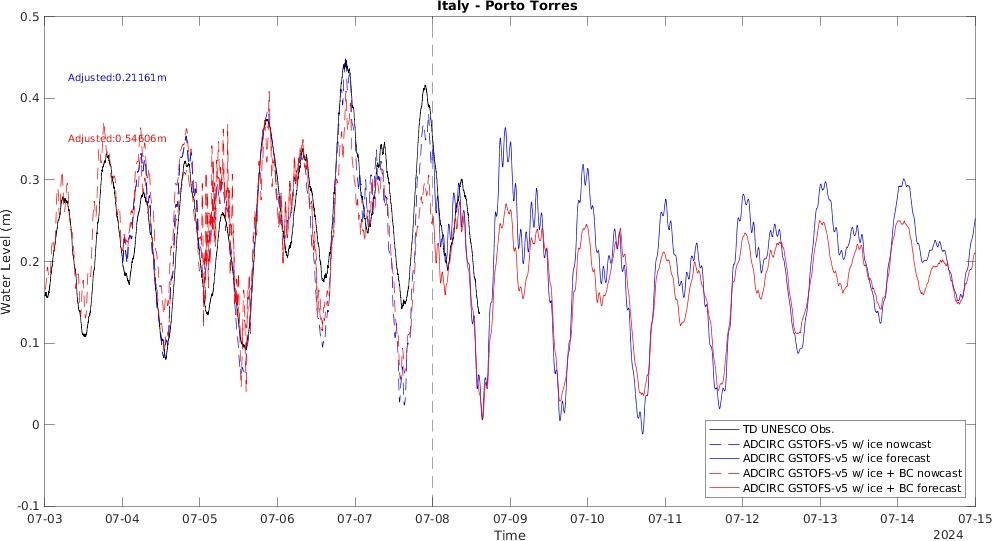 Italy - Porto Torres
0.5
Adjusted:0.21161m
0.4
Adjusted:0.54606m
0.3
Water Level (m)
0.2
0.1
0
-0.1
TD UNESCO Obs.
ADCIRC GSTOFS-v5 w/ ice nowcast
ADCIRC GSTOFS-v5 w/ ice forecast
ADCIRC GSTOFS-v5 w/ ice + BC nowcast
ADCIRC GSTOFS-v5 w/ ice + BC forecast
07-03 07-04 07-05 07-06 07-07 07-08 07-09 07-10 07-11 07-12 07-13 07-14 07-15
Time
2024